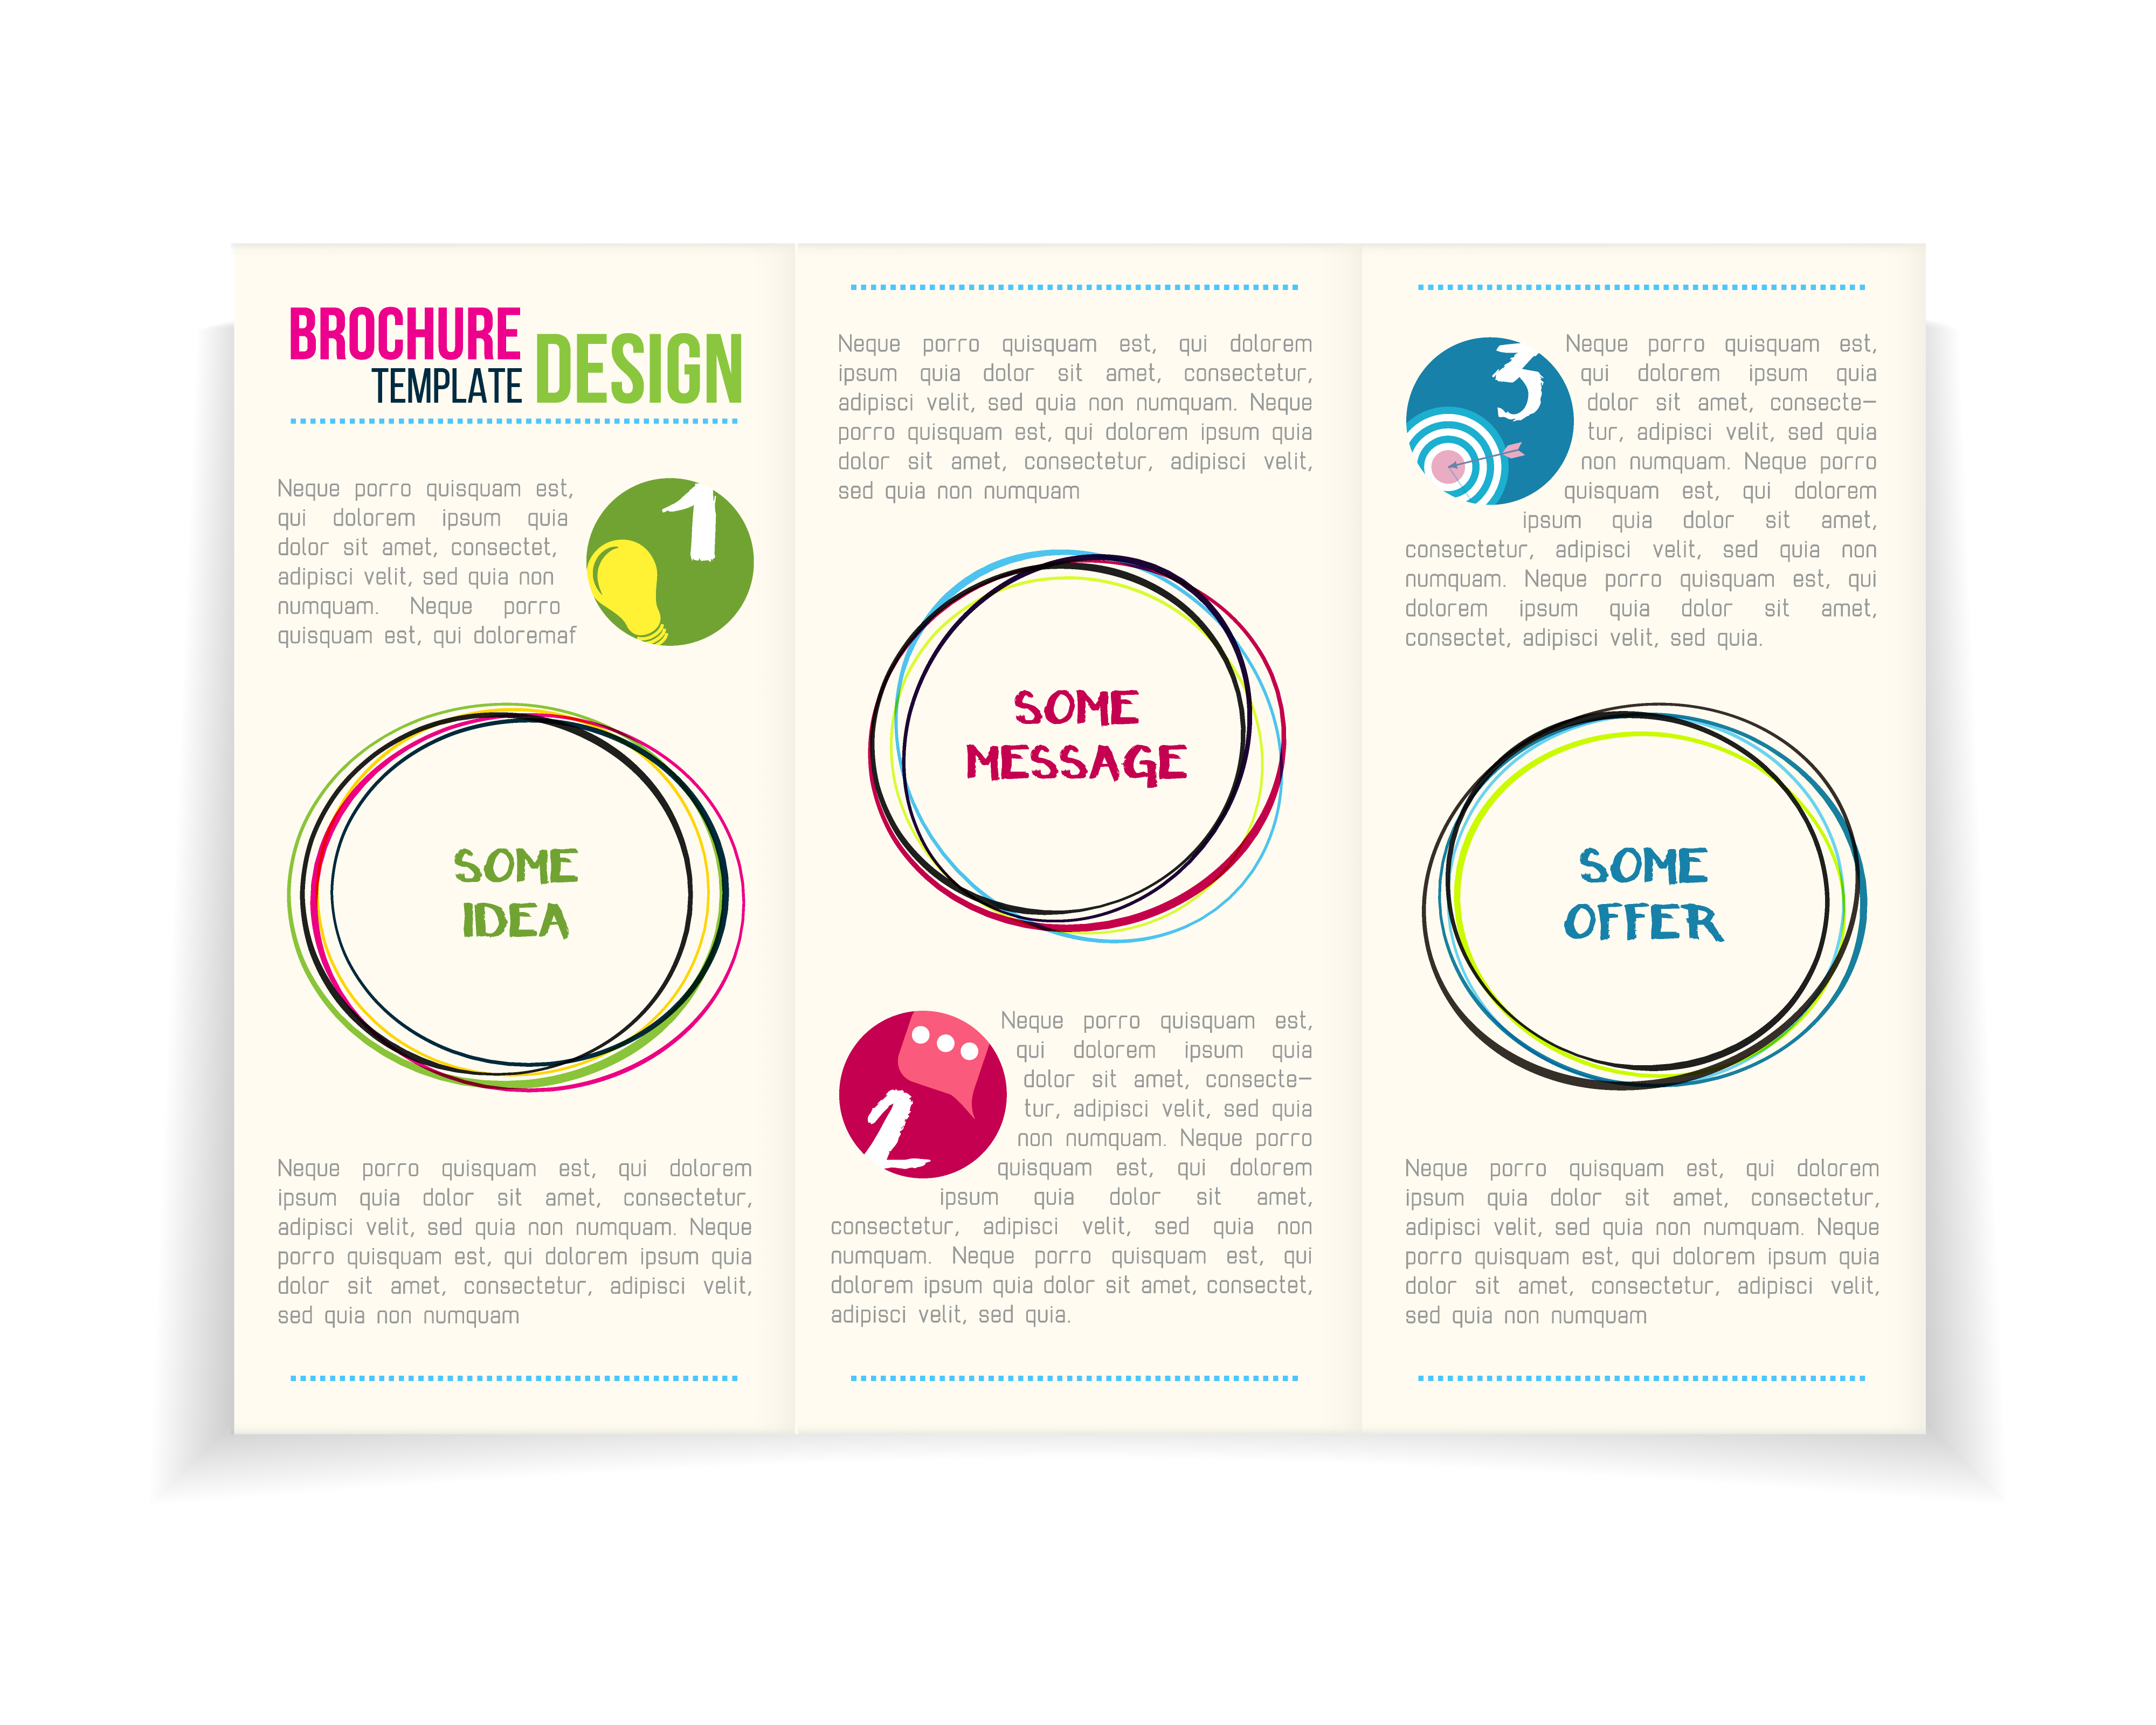 BROCHURE
TEMPLATE DESIGN
Neque porro quisquam est,
qui dolorem ipsum quia
dolor sit amet, consectet,
adipisci velit, sed quia non
numquam. Neque porro
quisquam est, qui doloremaf
1
SOME
IDEA
Neque porro quisquam est, qui dolorem
ipsum quia dolor sit amet, consectetur,
adipisci velit, sed quia non numquam. Neque
porro quisquam est, qui dolorem ipsum quia
dolor sit amet, consectetur, adipisci velit,
sed quia non numquam
Neque porro quisquam est, qui dolorem
ipsum quia dolor sit amet, consectetur,
adipisci velit, sed quia non numquam. Neque
porro quisquam est, qui dolorem ipsum quia
dolor sit amet, consectetur, adipisci velit,
sed quia non numquam
SOME
MESSAGE
2
Neque porro quisquam est,
qui dolorem ipsum quia
dolor sit amet, consecte-
tur, adipisci velit, sed quia
non numquam. Neque porro
quisquam est, qui dolorem
ipsum quia dolor sit amet,
consectetur, adipisci velit, sed quia non
numquam. Neque porro quisquam est, qui
dolorem ipsum quia dolor sit amet, consectet,
adipisci velit, sed quia.
3
Neque porro quisquam est,
qui dolorem ipsum quia
dolor sit amet, consecte-
tur, adipisci velit, sed quia
non numquam. Neque porro
quisquam est, qui dolorem
ipsum quia dolor sit amet,
consectetur, adipisci velit, sed quia non
numquam. Neque porro quisquam est, qui
dolorem ipsum quia dolor sit amet,
consectet, adipisci velit, sed quia.
SOME
OFFER
Neque porro quisquam est, qui dolorem
ipsum quia dolor sit amet, consectetur,
adipisci velit, sed quia non numquam. Neque
porro quisquam est, qui dolorem ipsum quia
dolor sit amet, consectetur, adipisci velit,
sed quia non numquam